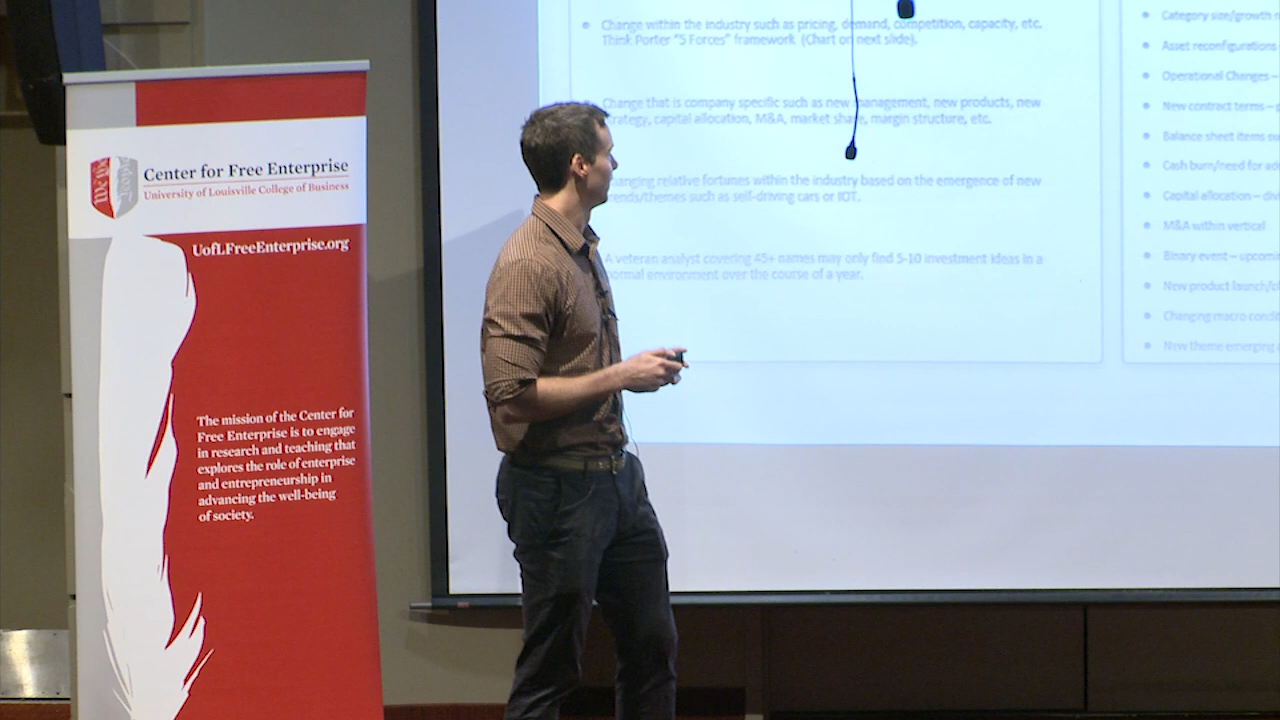 We the
People
Center for Free Enterprise
University of Louisville College of Business
UofLFreeEnterprise.org
The mission of the Center for
Free Enterprise is to engage
in research and teaching that
explores the role of enterprise
and entrepreneurship in
advancing the well-being
of society.
Change within the industry such as pricing, demand, competition, capacity, etc.
Think Porter "5 Forces" framework (Chart on next slide).
Change that is company specific such as new management, new products, new
strategy, capital allocation, M&A, market share, margin structure, etc.
Changing relative fortunes within the industry based on the emergence of new
trends/themes such as self-driving cars or IOT.
A veteran analyst covering 45+ names may only find 5-10 investment ideas in a
normal environment over the course of a year.
Category size/growth
Asset reconfigurations
Operational Changes –
New contract terms –
Balance sheet items
Cash burn/need for
Capital allocation –
M&A within vertical
Binary event –
New product
Changing macro
New theme emerging